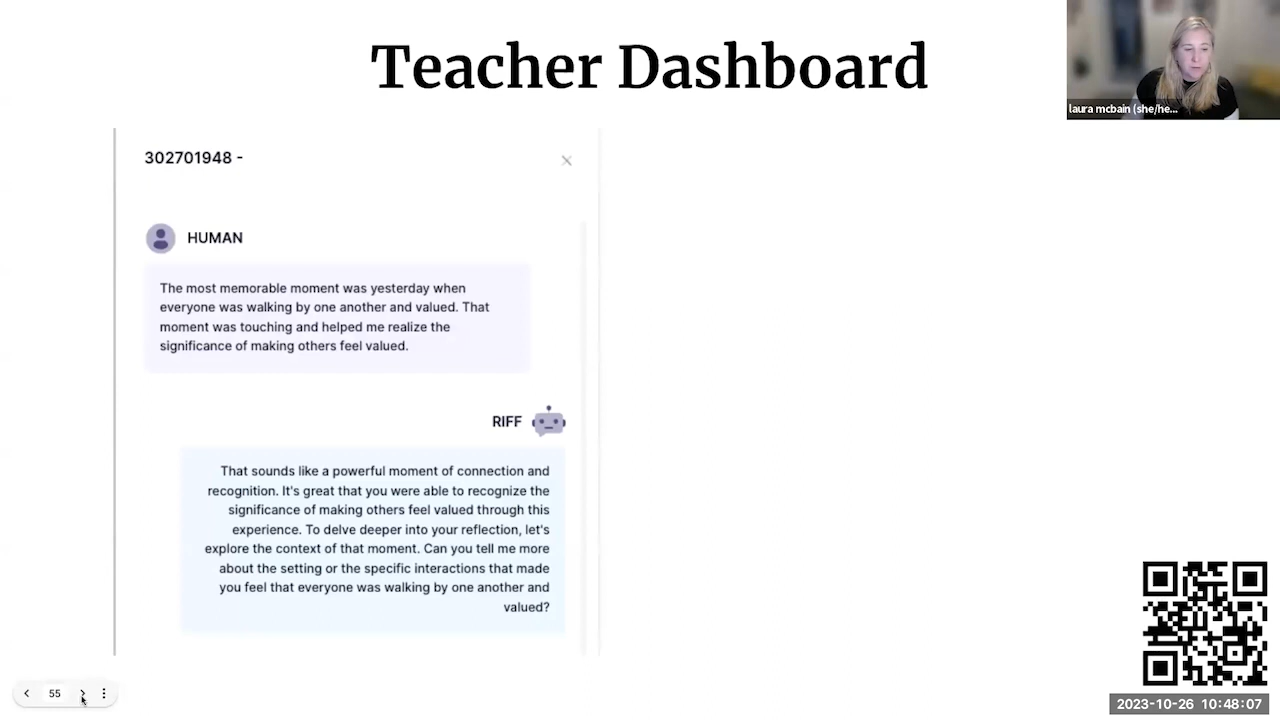 Teacher Dashboard
laura mcbain (she/he...
302701948 -
HUMAN
The most memorable moment was yesterday when
everyone was walking by one another and valued. That
moment was touching and helped me realize the
significance of making others feel valued.
RIFF
That sounds like a powerful moment of connection and
recognition. It's great that you were able to recognize the
significance of making others feel valued through this
experience. To delve deeper into your reflection, let's
explore the context of that moment. Can you tell me more
about the setting or the specific interactions that made
you feel that everyone was walking by one another and
valued?
55
2023-10-26 10:48:07